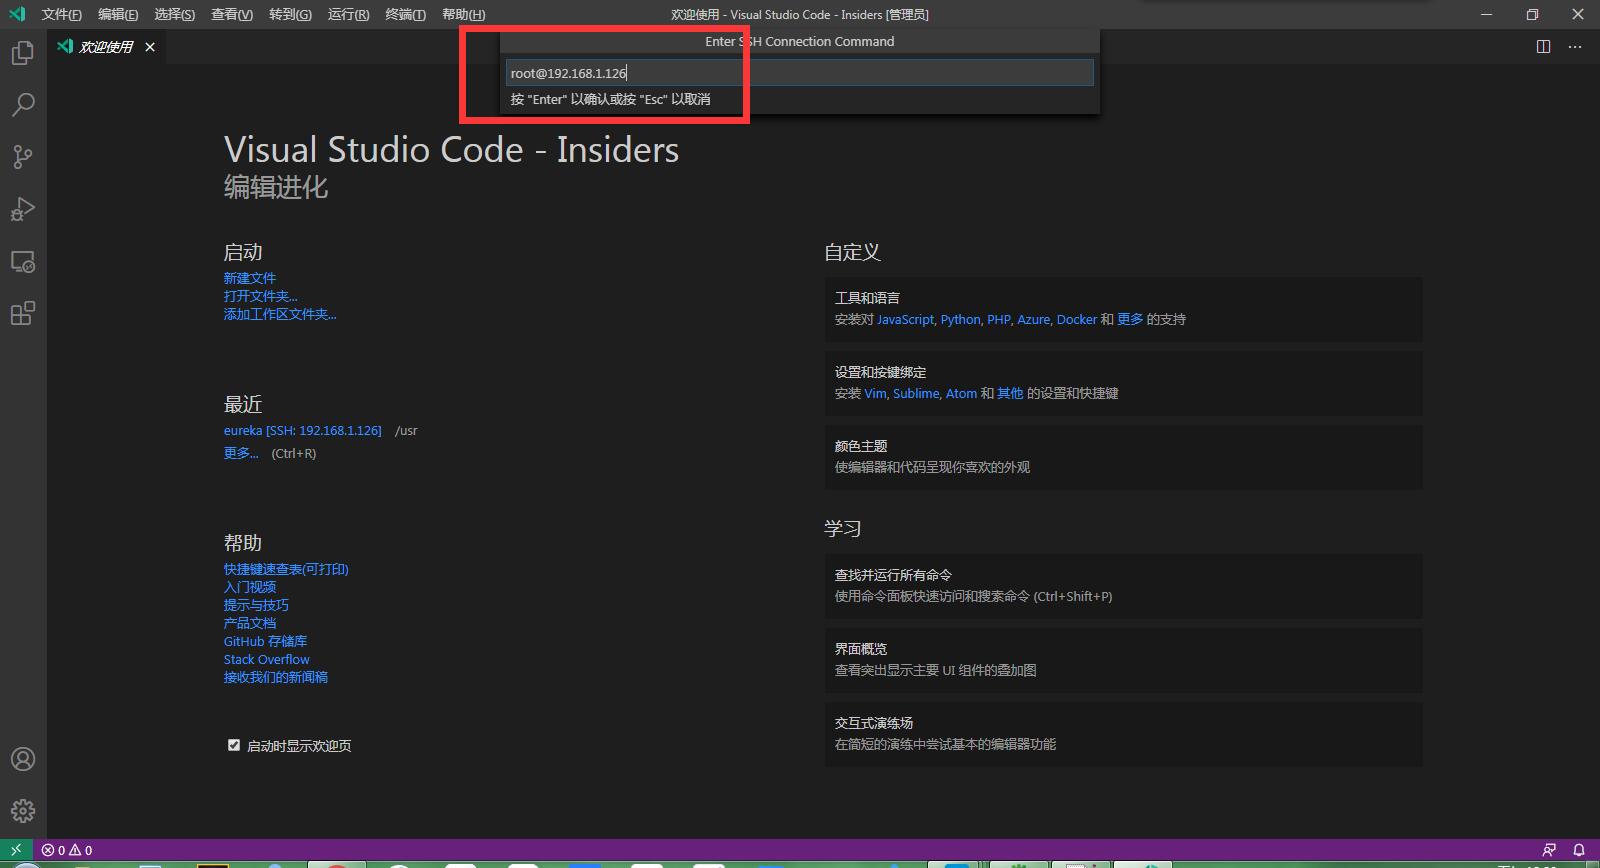 文件(F) 编辑(E) 选择(S) 查看(V) 转到(G) 运行(R) 终端(T) 帮助(H) 欢迎使用 - Visual Studio Code - Insiders [管理员]
欢迎使用
Enter SSH Connection Command
root@192.168.1.126
按 "Enter" 以确认或按 "Esc" 以取消
Visual Studio Code - Insiders
编辑进化
启动
新建文件
打开文件夹...
添加工作区文件夹...
最近
eureka [SSH: 192.168.1.126] /usr
更多... (Ctrl+R)
帮助
快捷键速查表(可打印)
入门视频
提示与技巧
产品文档
GitHub 存储库
Stack Overflow
接收我们的新闻稿
启动时显示欢迎页
自定义
工具和语言
安装对 JavaScript, Python, PHP, Azure, Docker 和 更多 的支持
设置和按键绑定
安装 Vim, Sublime, Atom 和 其他 的设置和快捷键
颜色主题
使编辑器和代码呈现你喜欢的外观
学习
查找并运行所有命令
使用命令面板快速访问和搜索命令 (Ctrl+Shift+P)
界面概览
查看突出显示主要 UI 组件的叠加图
交互式演练场
在简短的演练中尝试基本的编辑器功能
0 0